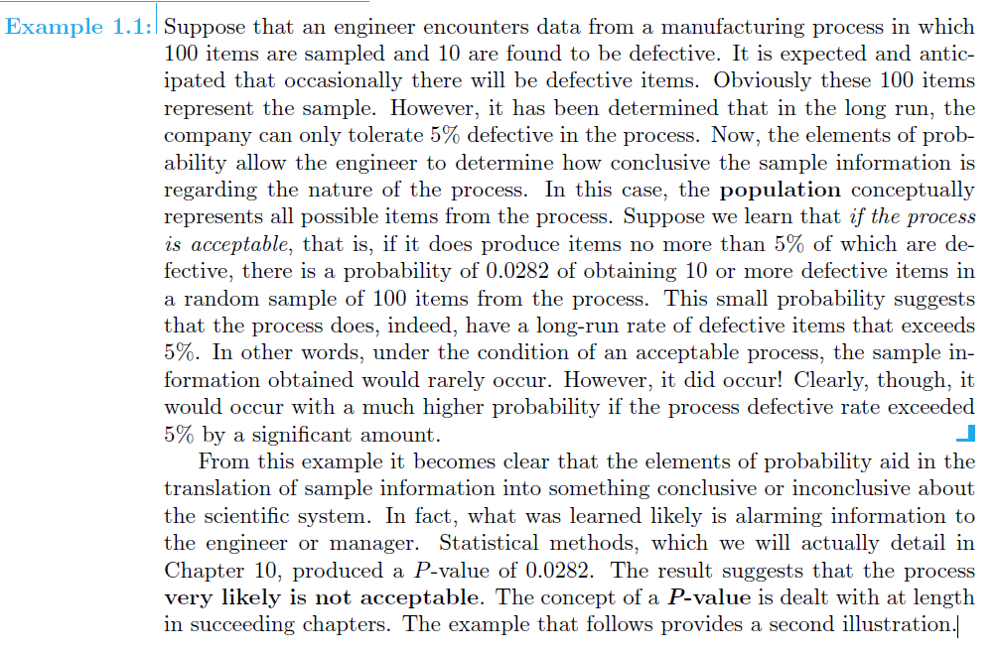 Example 1.1: Suppose that an engineer encounters data from a manufacturing process in which
100 items are sampled and 10 are found to be defective. It is expected and antic-
ipated that occasionally there will be defective items. Obviously these 100 items
represent the sample. However, it has been determined that in the long run, the
company can only tolerate 5% defective in the process. Now, the elements of prob-
ability allow the engineer to determine how conclusive the sample information is
regarding the nature of the process. In this case, the population conceptually
represents all possible items from the process. Suppose we learn that if the process
is acceptable, that is, if it does produce items no more than 5% of which are de-
fective, there is a probability of 0.0282 of obtaining 10 or more defective items in
a random sample of 100 items from the process. This small probability suggests
that the process does, indeed, have a long-run rate of defective items that exceeds
5%. In other words, under the condition of an acceptable process, the sample in-
formation obtained would rarely occur. However, it did occur! Clearly, though, it
would occur with a much higher probability if the process defective rate exceeded
5% by a significant amount.
From this example it becomes clear that the elements of probability aid in the
translation of sample information into something conclusive or inconclusive about
the scientific system. In fact, what was learned likely is alarming information to
the engineer or manager. Statistical methods, which we will actually detail in
Chapter 10, produced a P-value of 0.0282. The result suggests that the process
very likely is not acceptable. The concept of a P-value is dealt with at length
in succeeding chapters. The example that follows provides a second illustration.